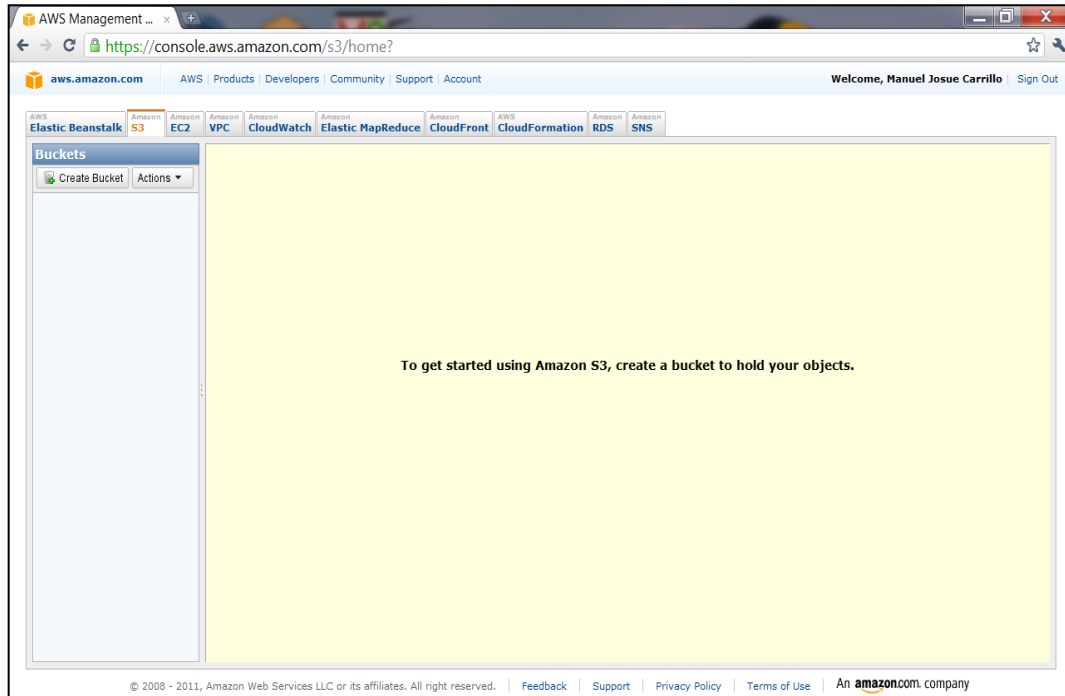 AWS Management ...
https://console.aws.amazon.com/s3/home?
aws.amazon.com AWS | Products | Developers | Community | Support | Account Welcome, Manuel Josue Carrillo | Sign Out
AWS Amazon Amazon Amazon Amazon Amazon Amazon AWS Amazon Amazon
Elastic Beanstalk S3 EC2 VPC CloudWatch Elastic MapReduce CloudFront CloudFormation RDS SNS
Buckets
Create Bucket Actions
To get started using Amazon S3, create a bucket to hold your objects.
© 2008 - 2011, Amazon Web Services LLC or its affiliates. All right reserved. | Feedback | Support | Privacy Policy | Terms of Use | An amazon.com. company